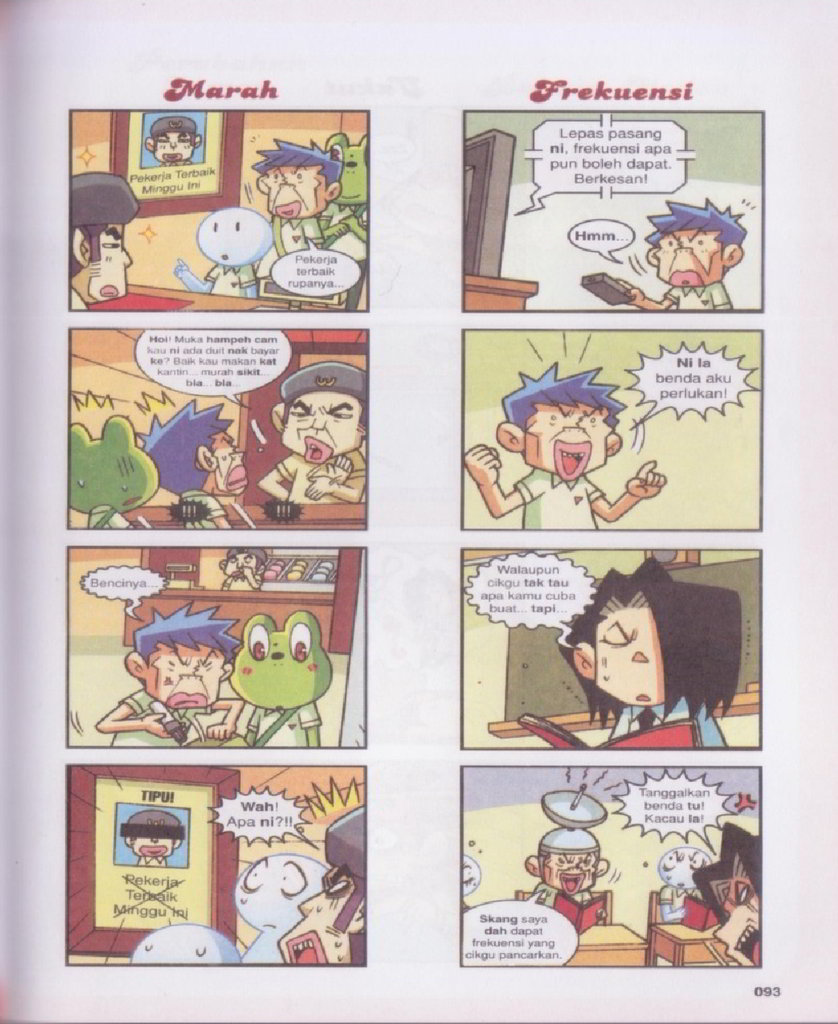 Marah
Pekerja Terbaik
Minggu Ini
Pekerja
terbaik
rupanya...
Hoi! Muka hampeh cam
kau ni ada duit nak bayar
ke? Baik kau makan kat
kantin... murah sikit...
bla... bla...
Bencinya...
TIPU!
Pekerja
Terbaik
Minggu Ini
Wah!
Apa ni?!!
Frekuensi
Lepas pasang
ni, frekuensi apa
pun boleh dapat.
Berkesan!
Hmm...
Ni la
benda aku
perlukan!
Walaupun
cikgu tak tau
apa kamu cuba
buat... tapi...
Tanggalkan
benda tu!
Kacau la!
Skang saya
dah dapat
frekuensi yang
cikgu pancarkan.
093